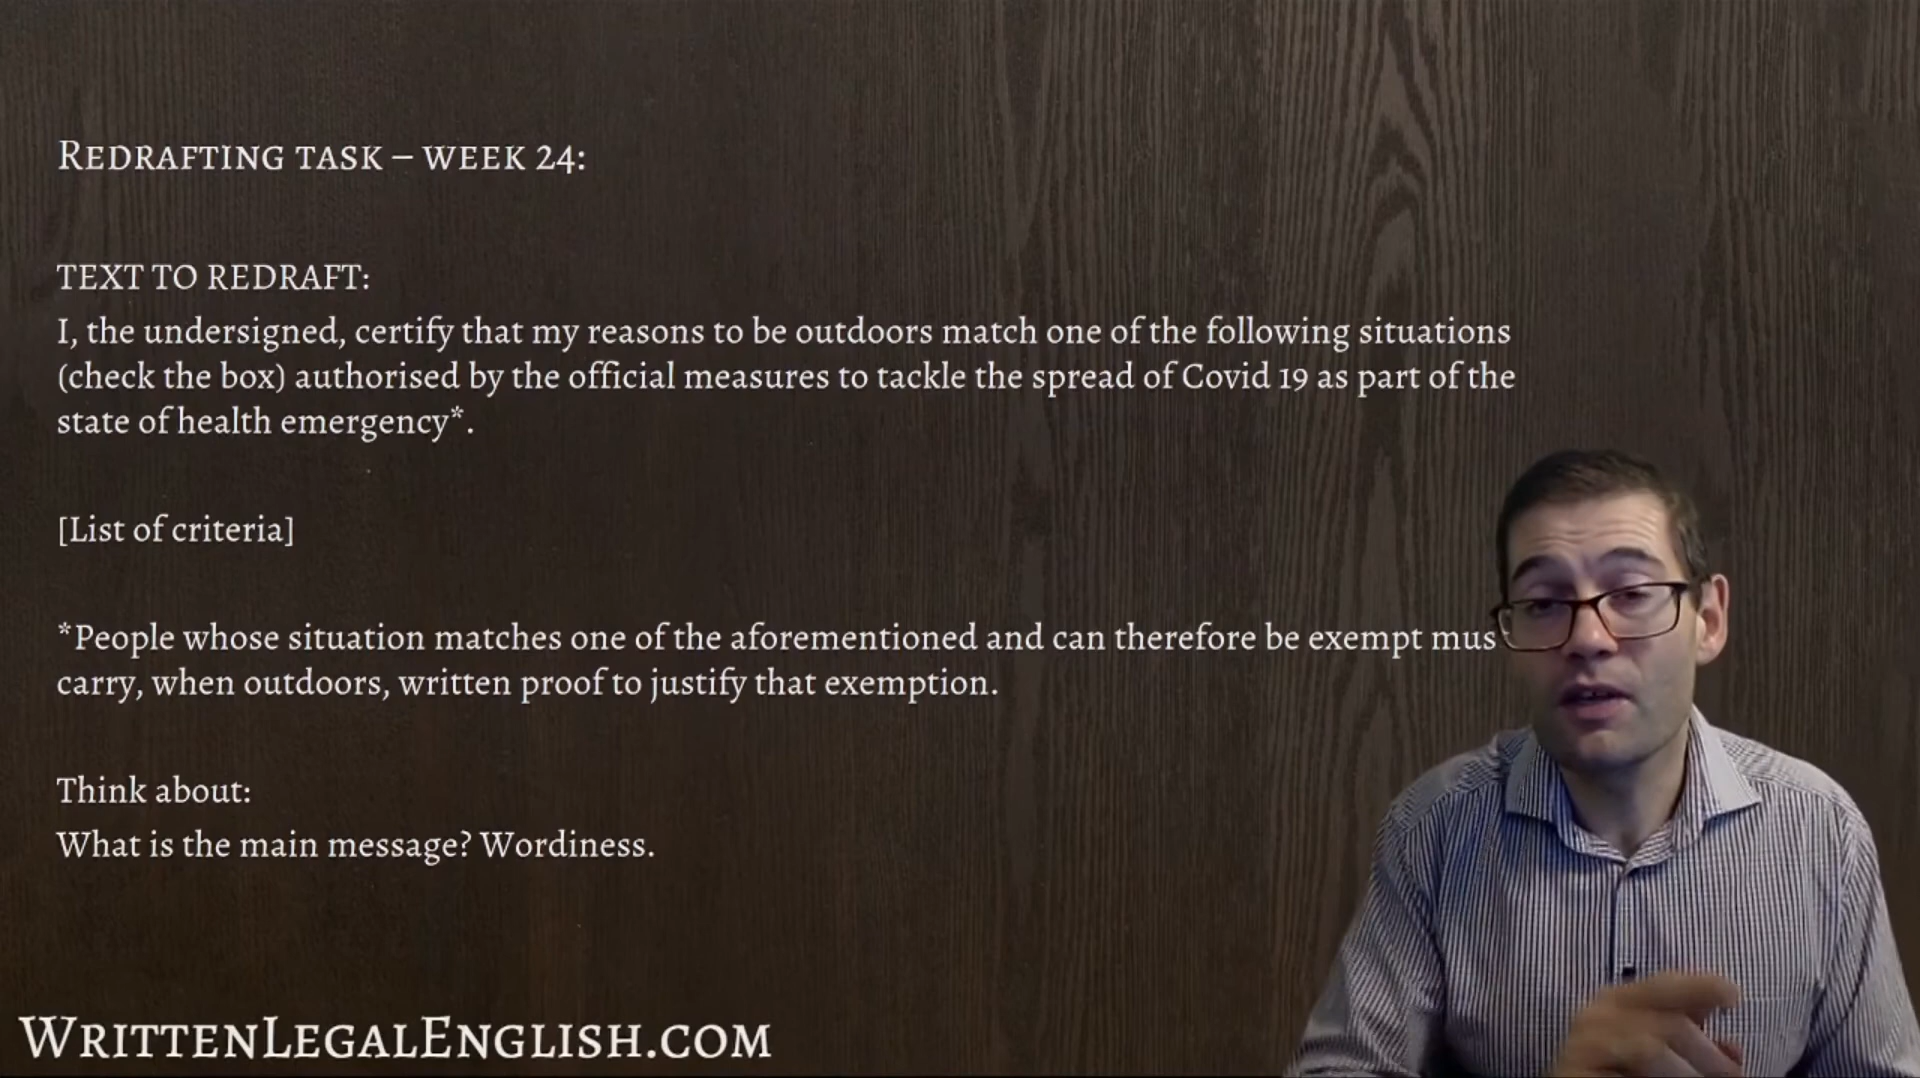 Redrafting task – week 24:
TEXT TO REDRAFT:
I, the undersigned, certify that my reasons to be outdoors match one of the following situations
(check the box) authorised by the official measures to tackle the spread of Covid 19 as part of the
state of health emergency*.
[List of criteria]
*People whose situation matches one of the aforementioned and can therefore be exempt mus
carry, when outdoors, written proof to justify that exemption.
Think about:
What is the main message? Wordiness.
WrittenLegalEnglish.com